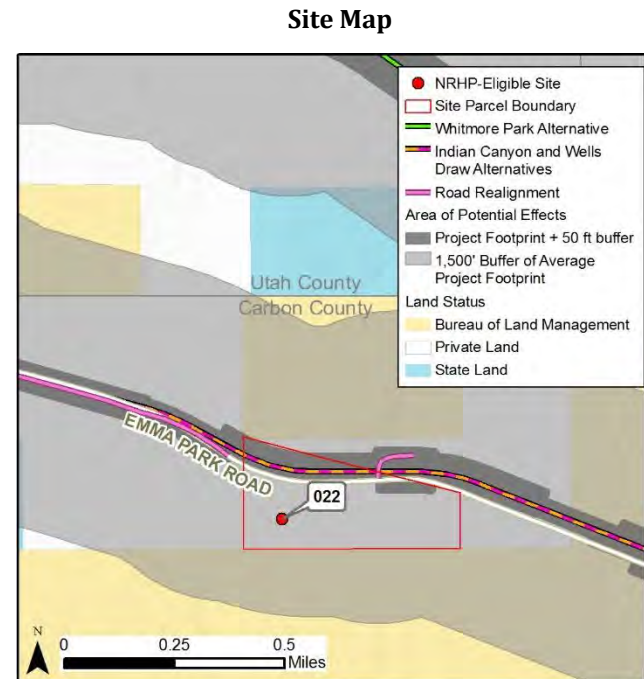 Site Map
NRHP-Eligible Site
Site Parcel Boundary
Whitmore Park Alternative
Indian Canyon and Wells
Draw Alternatives
Road Realignment
Area of Potential Effects
Project Footprint + 50 ft buffer
1,500' Buffer of Average
Project Footprint
Land Status
Bureau of Land Management
Private Land
State Land
Utah County
Carbon County
EMMA PARK ROAD
022
N
0 0.25 0.5
Miles